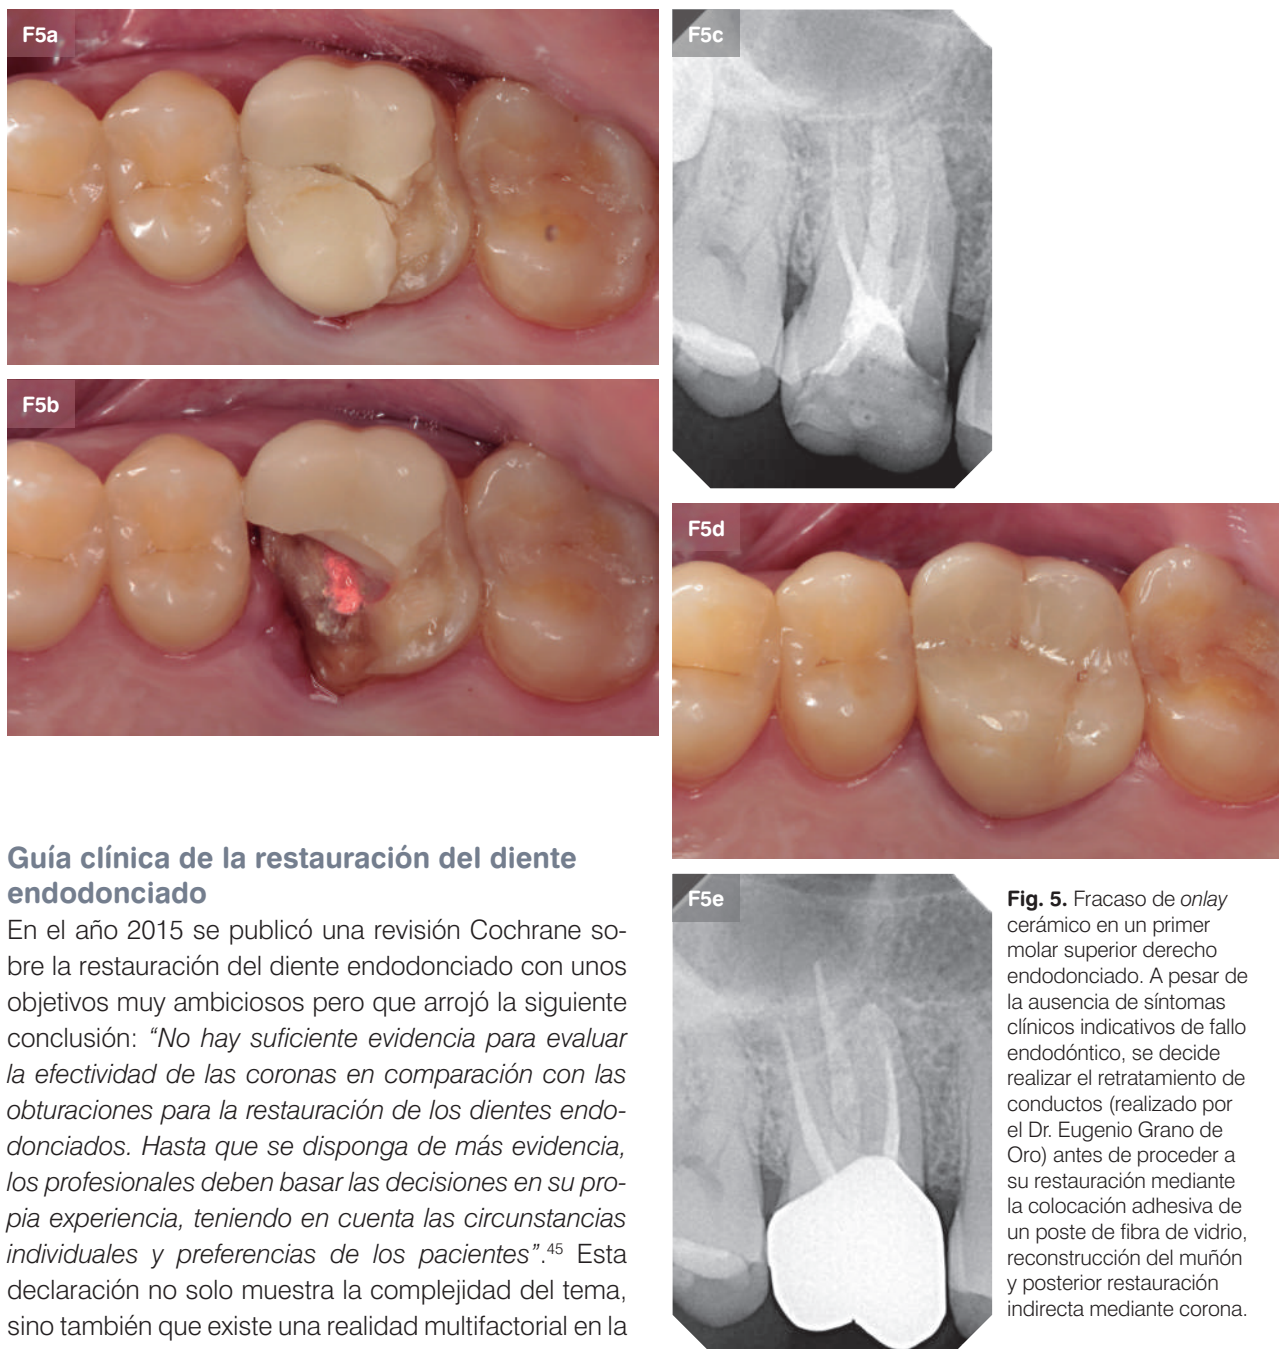 F5a
F5b
F5c
F5d
F5e
Guía clínica de la restauración del diente
endodonciado
En el año 2015 se publicó una revisión Cochrane so-
bre la restauración del diente endodonciado con unos
objetivos muy ambiciosos pero que arrojó la siguiente
conclusión: “No hay suficiente evidencia para evaluar
la efectividad de las coronas en comparación con las
obturaciones para la restauración de los dientes endo-
donciados. Hasta que se disponga de más evidencia,
los profesionales deben basar las decisiones en su pro-
pia experiencia, teniendo en cuenta las circunstancias
individuales y preferencias de los pacientes”.45 Esta
declaración no solo muestra la complejidad del tema,
sino también que existe una realidad multifactorial en la
Fig. 5. Fracaso de onlay
cerámico en un primer
molar superior derecho
endodonciado. A pesar de
la ausencia de síntomas
clínicos indicativos de fallo
endodóntico, se decide
realizar el retratamiento de
conductos (realizado por
el Dr. Eugenio Grano de
Oro) antes de proceder a
su restauración mediante
la colocación adhesiva de
un poste de fibra de vidrio,
reconstrucción del muñón
y posterior restauración
indirecta mediante corona.